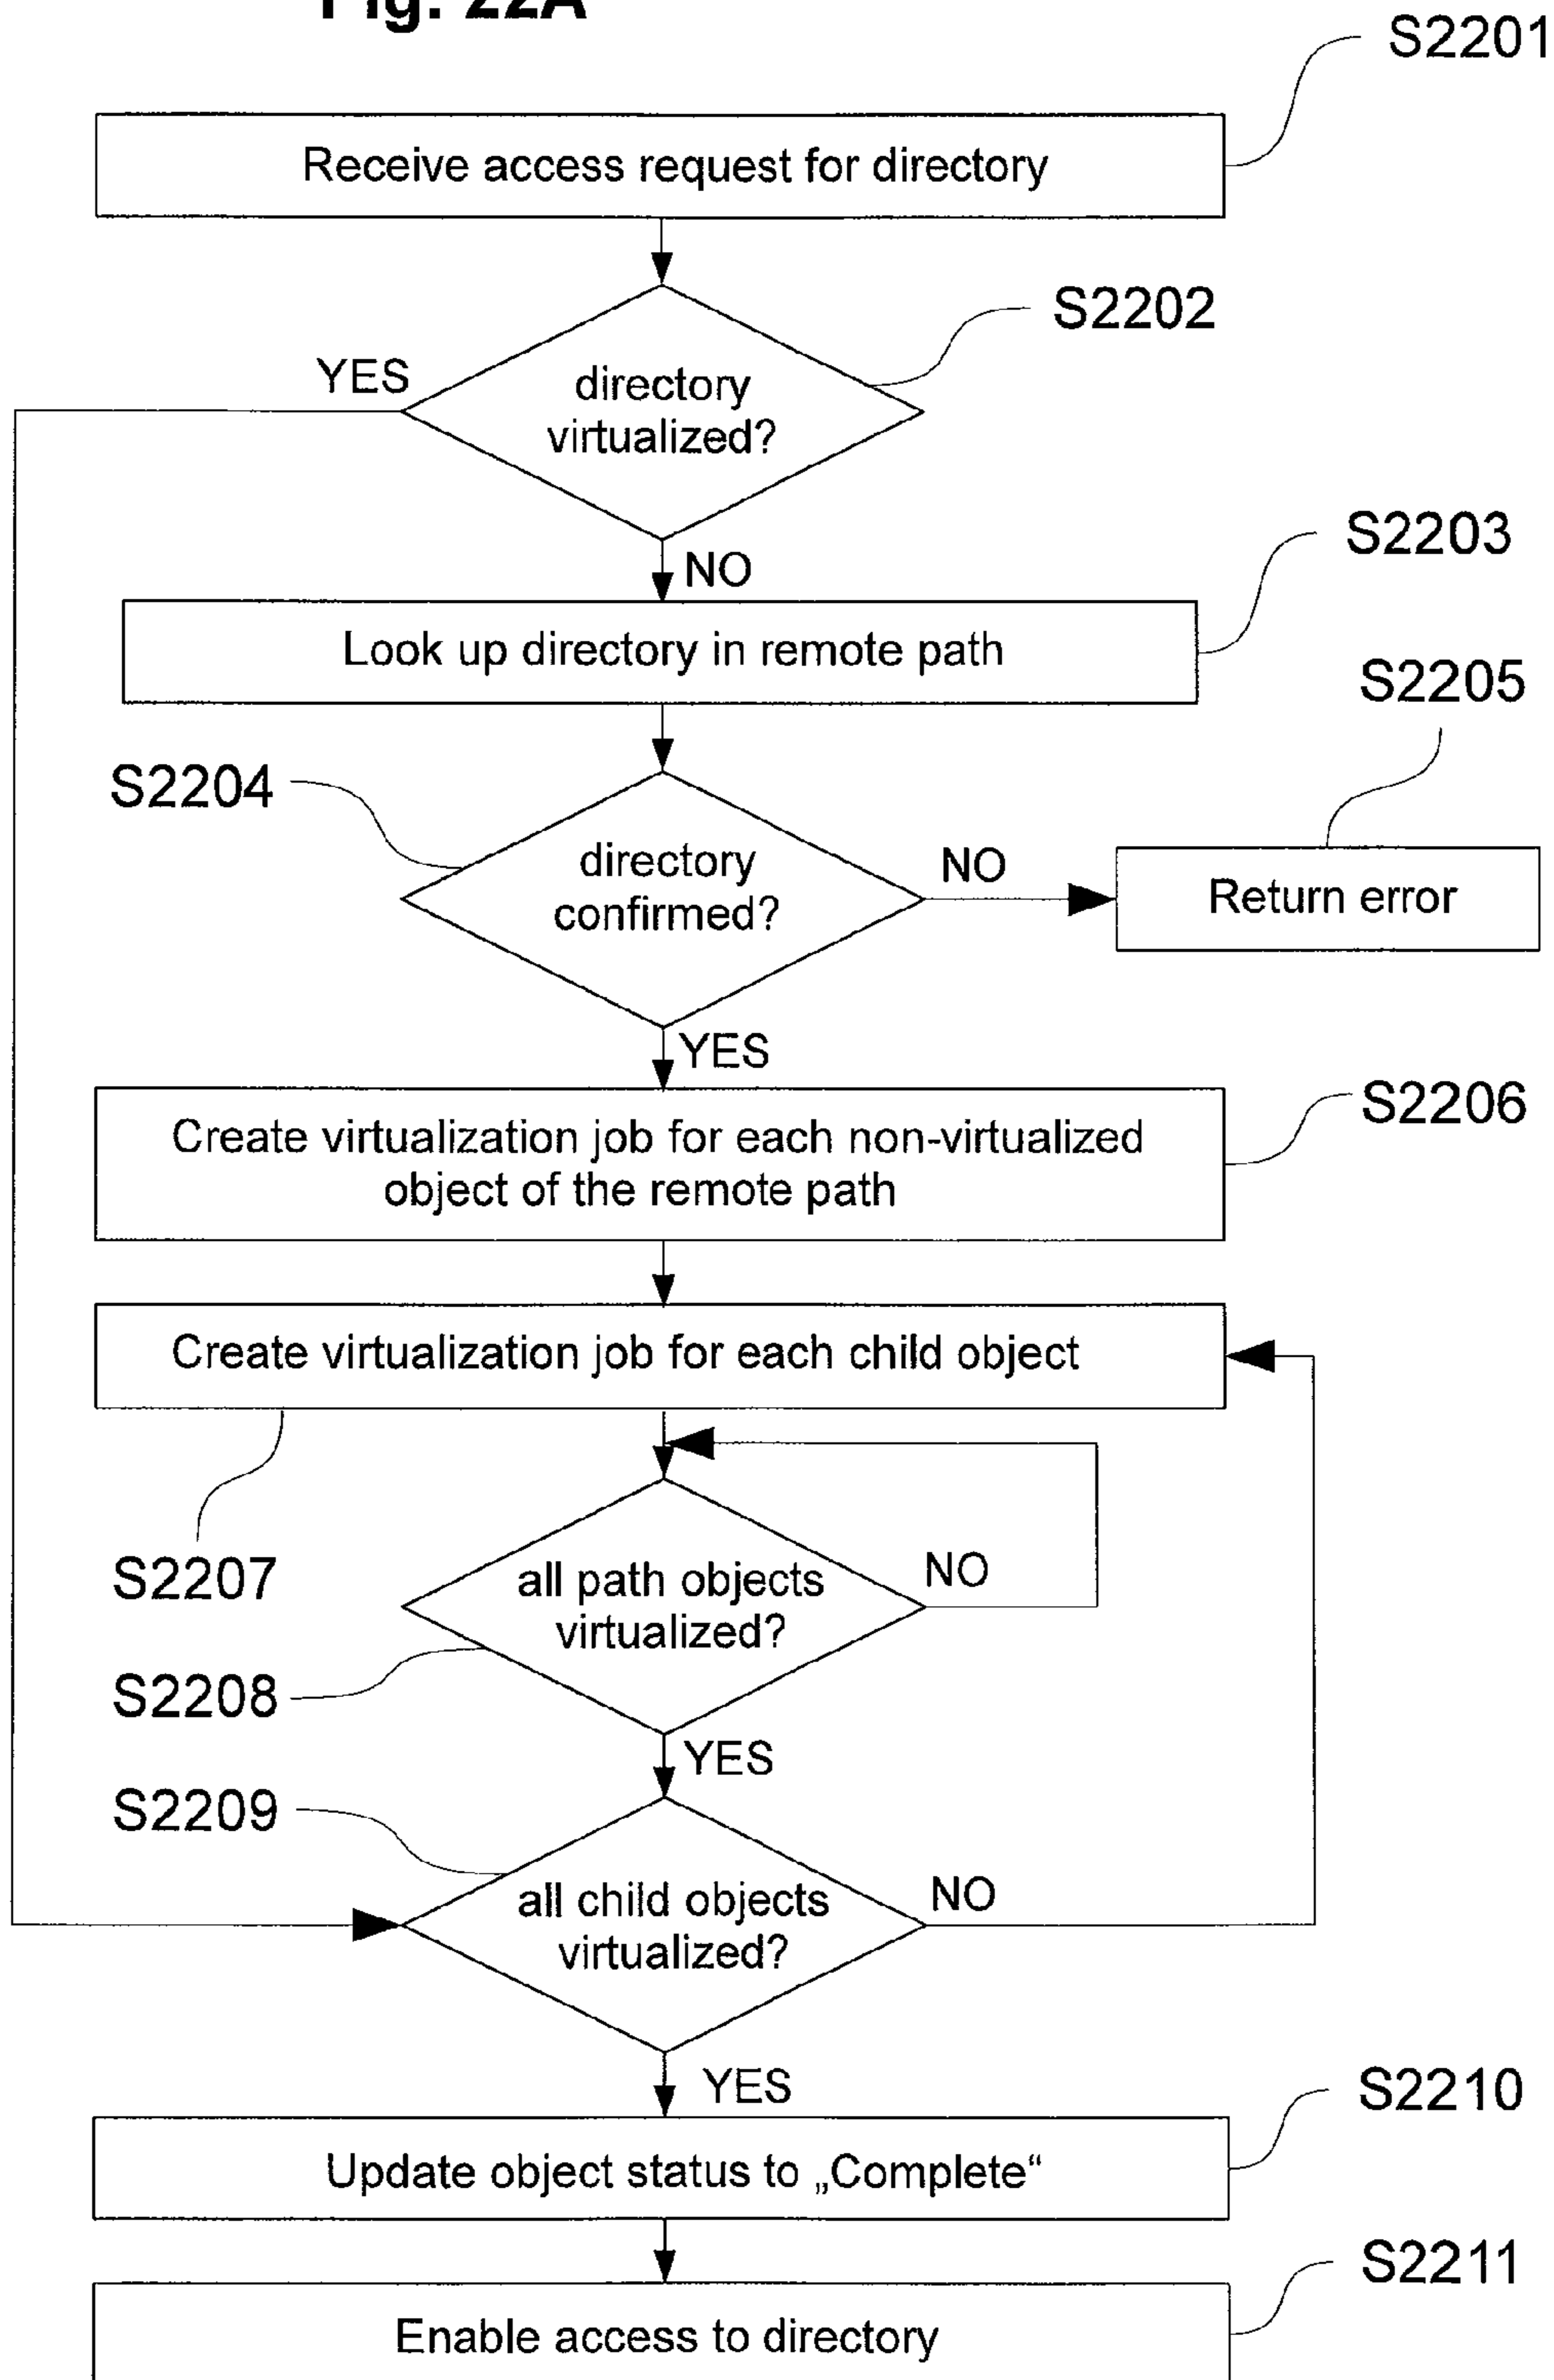 Fig. 22A
S2201
Receive access request for directory
S2202
YES
directory
virtualized?
NO
S2203
Look up directory in remote path
S2205
S2204
directory
confirmed?
NO
Return error
YES
S2206
Create virtualization job for each non-virtualized
object of the remote path
Create virtualization job for each child object
S2207
all path objects
virtualized?
NO
S2208
YES
S2209
all child objects
virtualized?
NO
YES
S2210
Update object status to „Complete“
S2211
Enable access to directory